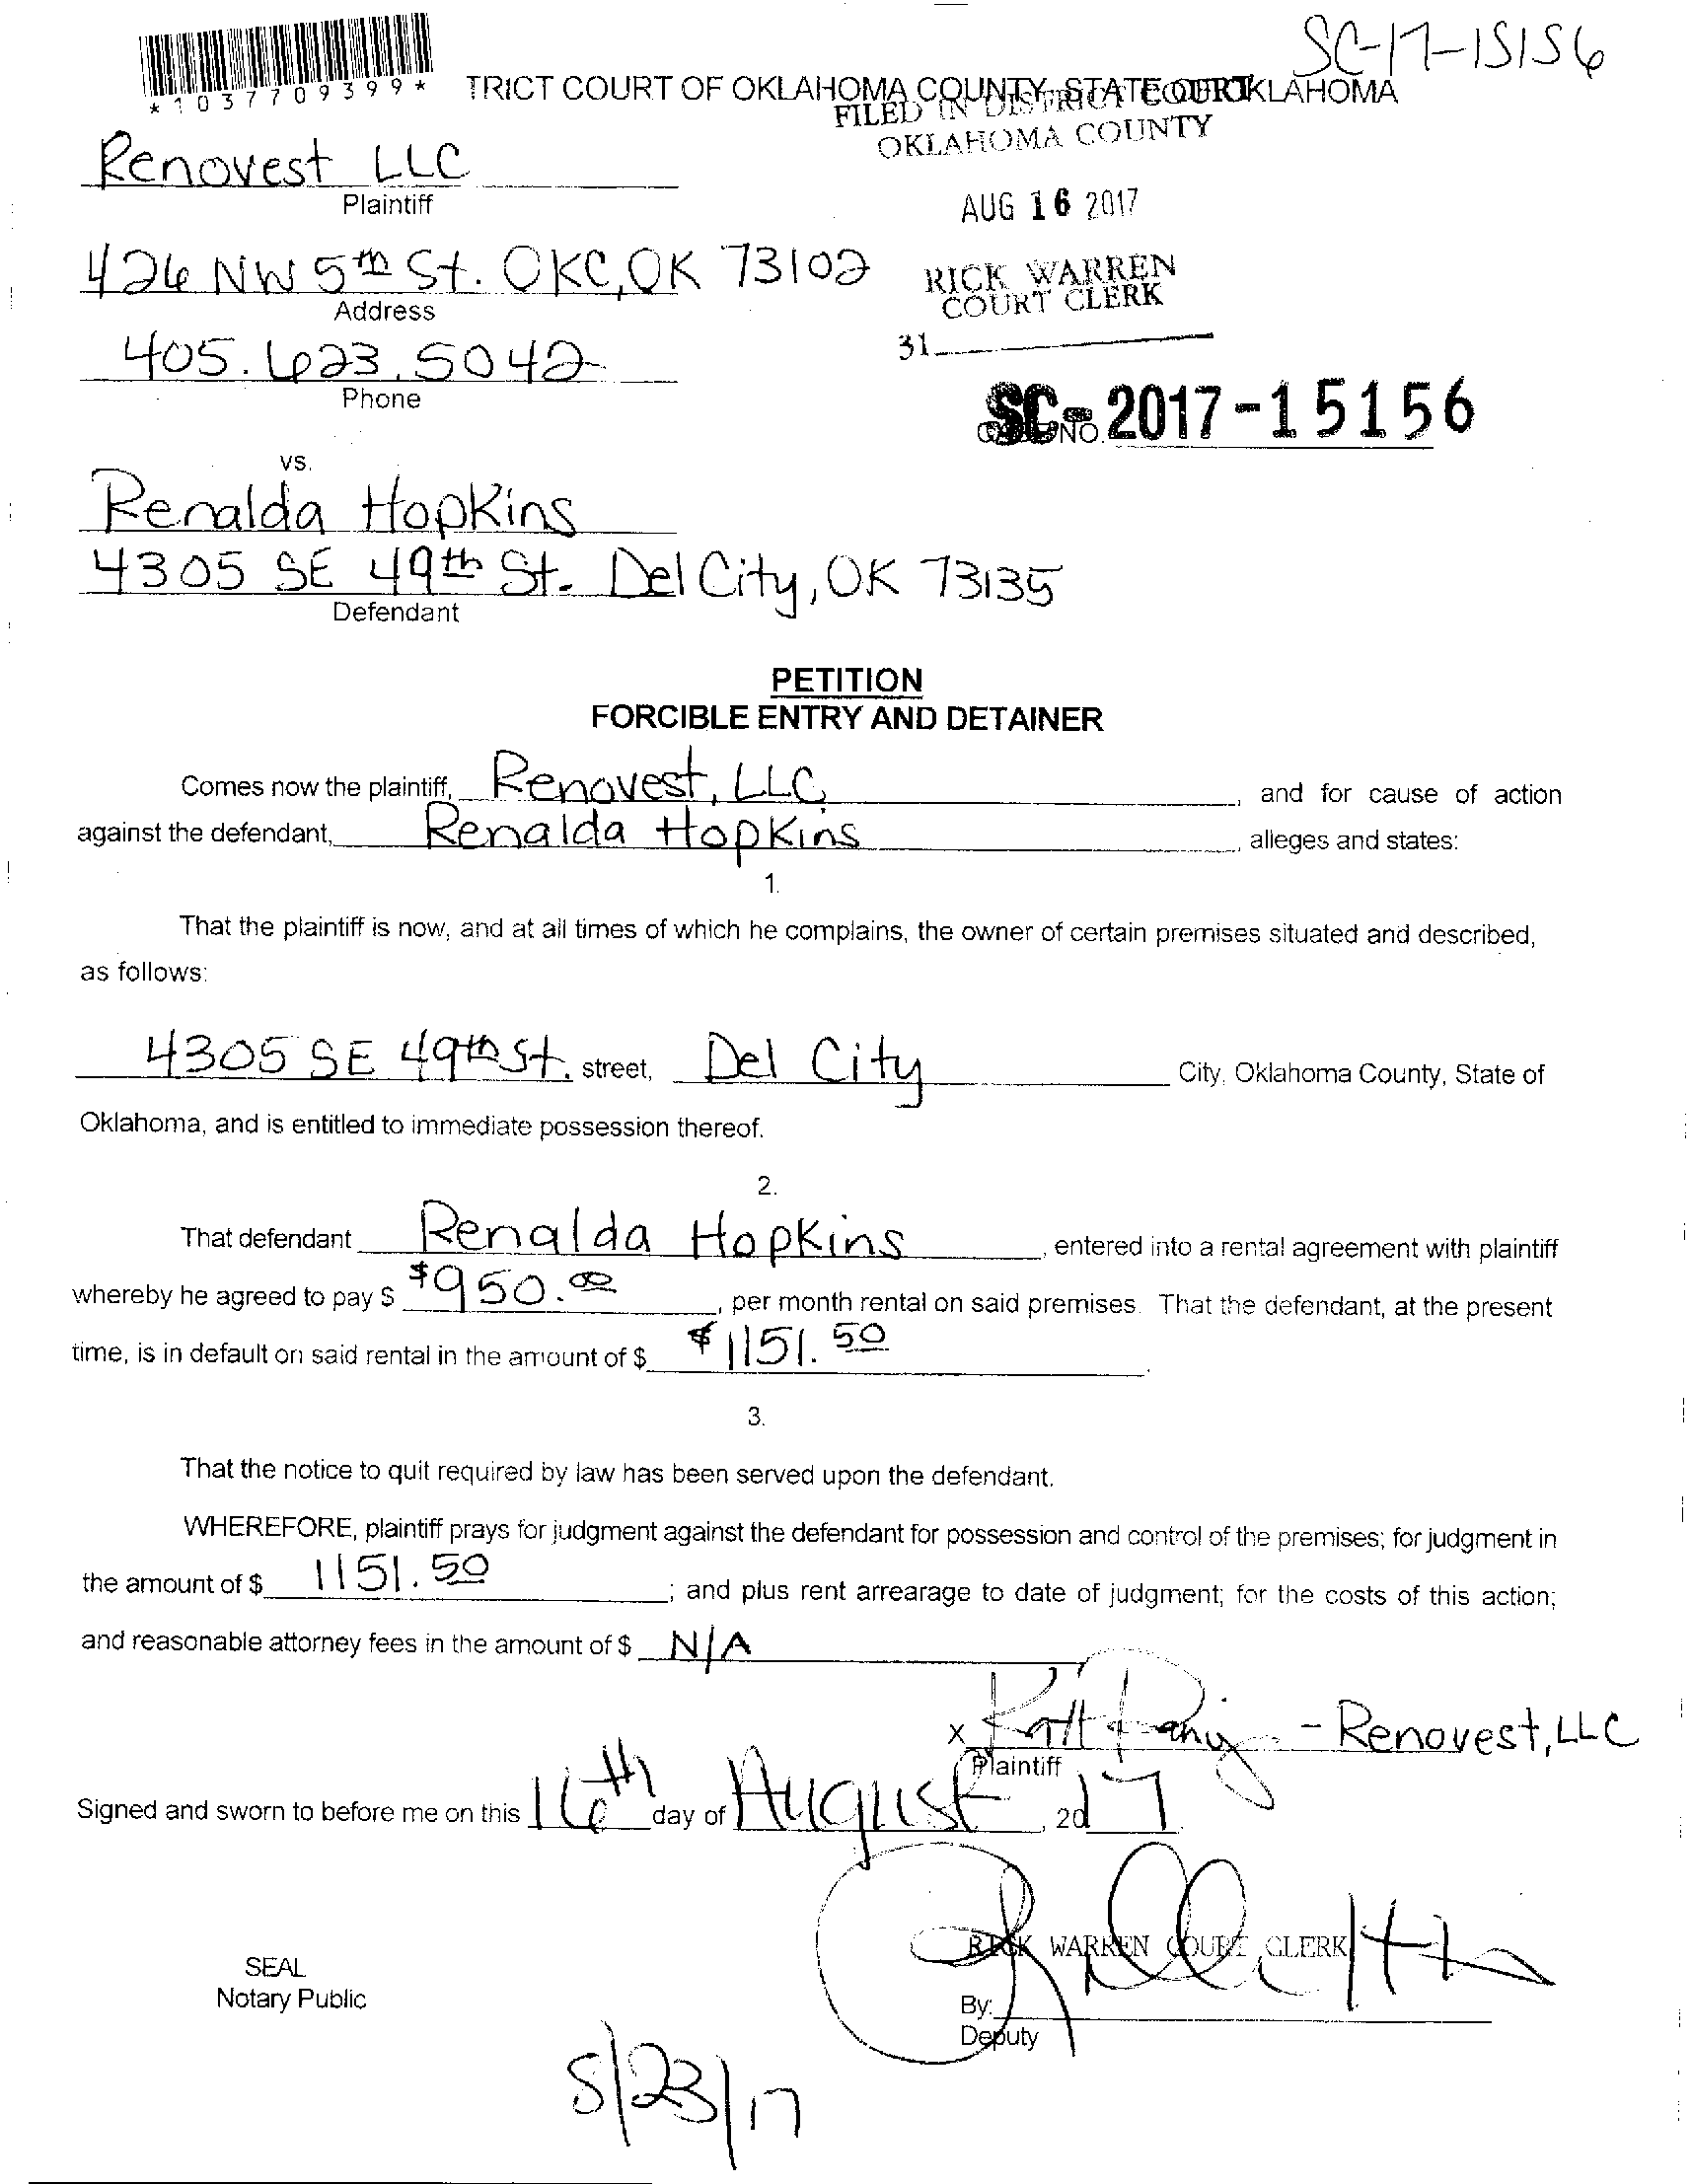 SC-17-15156
*1037709399*
TRICT COURT OF OKLAHOMA COUNTY, STATE OF OKLAHOMA
FILED IN DISTRICT COURT
OKLAHOMA COUNTY
Renovest LLC
Plaintiff
AUG 16 2017
426 NW 5th St. OKC, OK 73102
Address
RICK WARREN
COURT CLERK
31
405.623.5042
Phone
SC-2017-15156
NO.
vs.
Renalda Hopkins
4305 SE 49th St. Del City, OK 73135
Defendant
PETITION
FORCIBLE ENTRY AND DETAINER
Comes now the plaintiff, Renovest, LLC, and for cause of action
against the defendant, Renalda Hopkins, alleges and states:
1.
That the plaintiff is now, and at all times of which he complains, the owner of certain premises situated and described,
as follows:
4305 SE 49th St. street, Del City City, Oklahoma County, State of
Oklahoma, and is entitled to immediate possession thereof.
2.
That defendant Renalda Hopkins, entered into a rental agreement with plaintiff
whereby he agreed to pay $ $950.00, per month rental on said premises. That the defendant, at the present
time, is in default on said rental in the amount of $ $1151.50.
3.
That the notice to quit required by law has been served upon the defendant.
WHEREFORE, plaintiff prays for judgment against the defendant for possession and control of the premises; for judgment in
the amount of $ 1151.50; and plus rent arrearage to date of judgment; for the costs of this action;
and reasonable attorney fees in the amount of $ N/A
X - Renovest, LLC
Plaintiff
Signed and sworn to before me on this 16th day of August, 2017
RICK WARREN COURT CLERK
SEAL
Notary Public
By:
Deputy
8/23/17